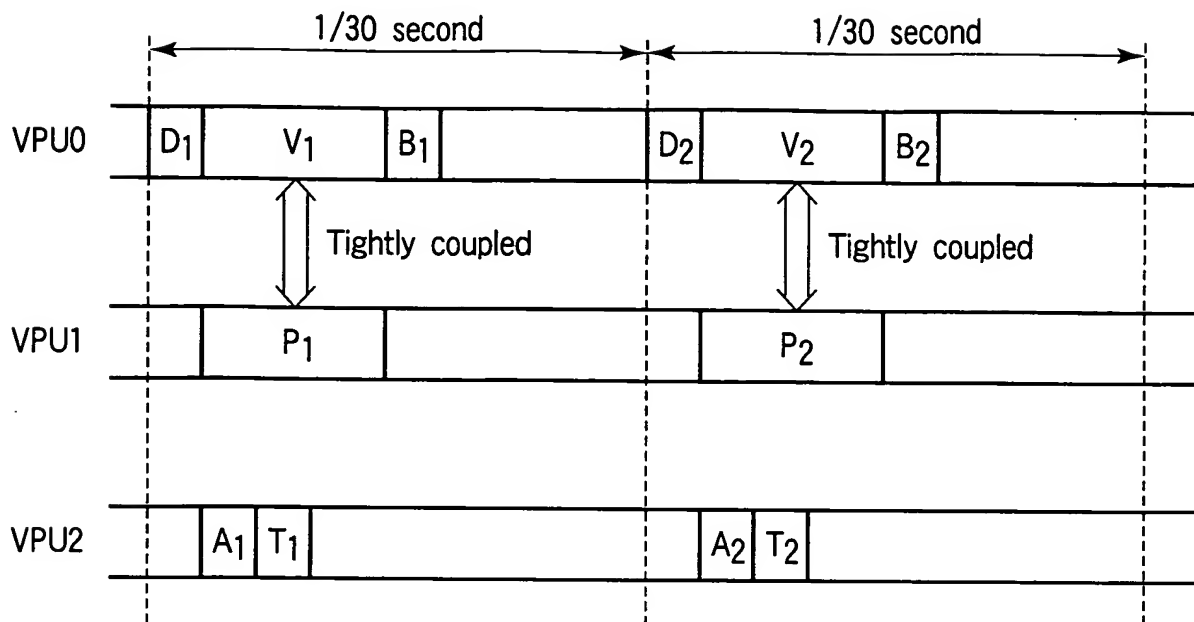 1/30 second 1/30 second
VPU0 D1 V1 B1 D2 V2 B2
Tightly coupled Tightly coupled
VPU1 P1 P2
VPU2 A1 T1 A2 T2